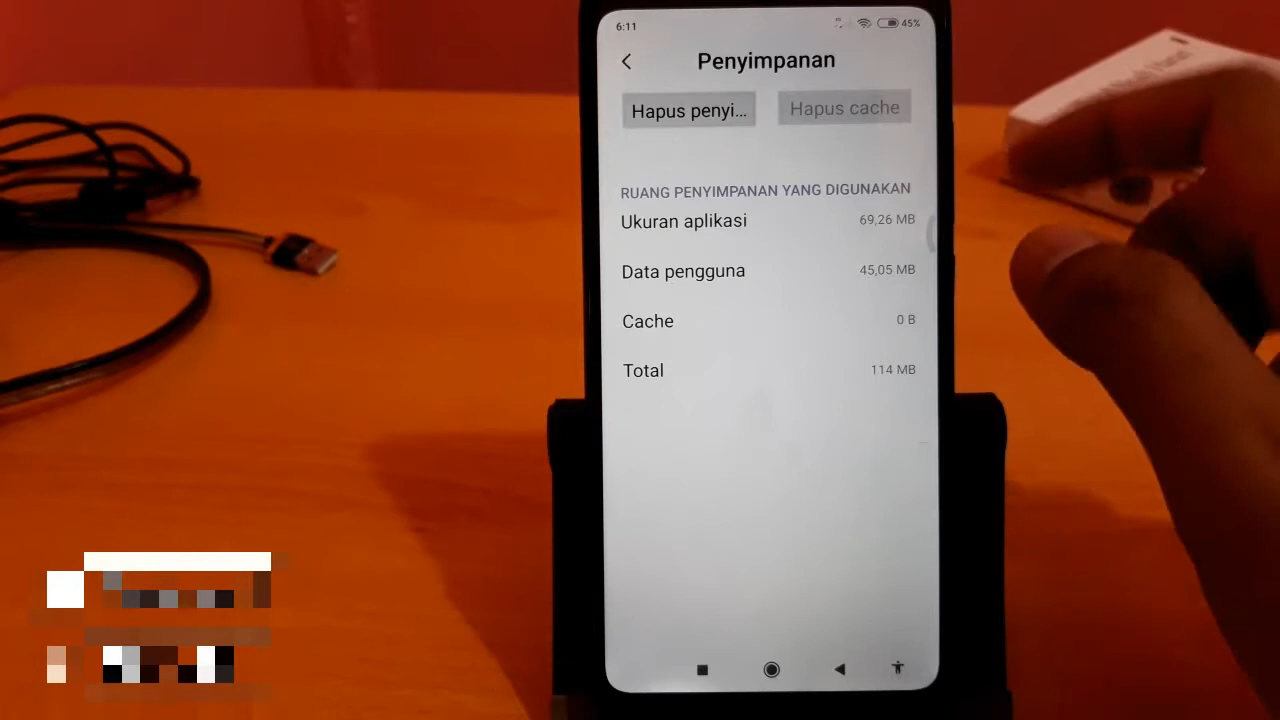 6:11
45%
Penyimpanan
Hapus penyi...
Hapus cache
RUANG PENYIMPANAN YANG DIGUNAKAN
Ukuran aplikasi 69,26 MB
Data pengguna 45,05 MB
Cache 0 B
Total 114 MB